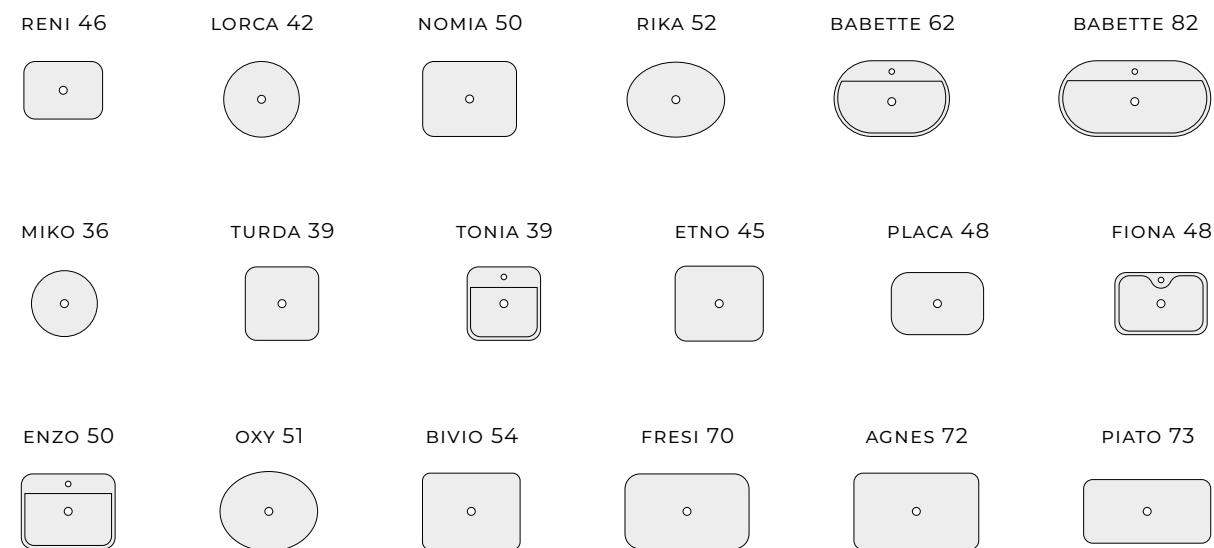 RENI 46 LORCA 42 NOMIA 50 RIKA 52 BABETTE 62 BABETTE 82
MIKO 36 TURDA 39 TONIA 39 ETNO 45 PLACA 48 FIONA 48
ENZO 50 OXY 51 BIVIO 54 FRESI 70 AGNES 72 PIATO 73